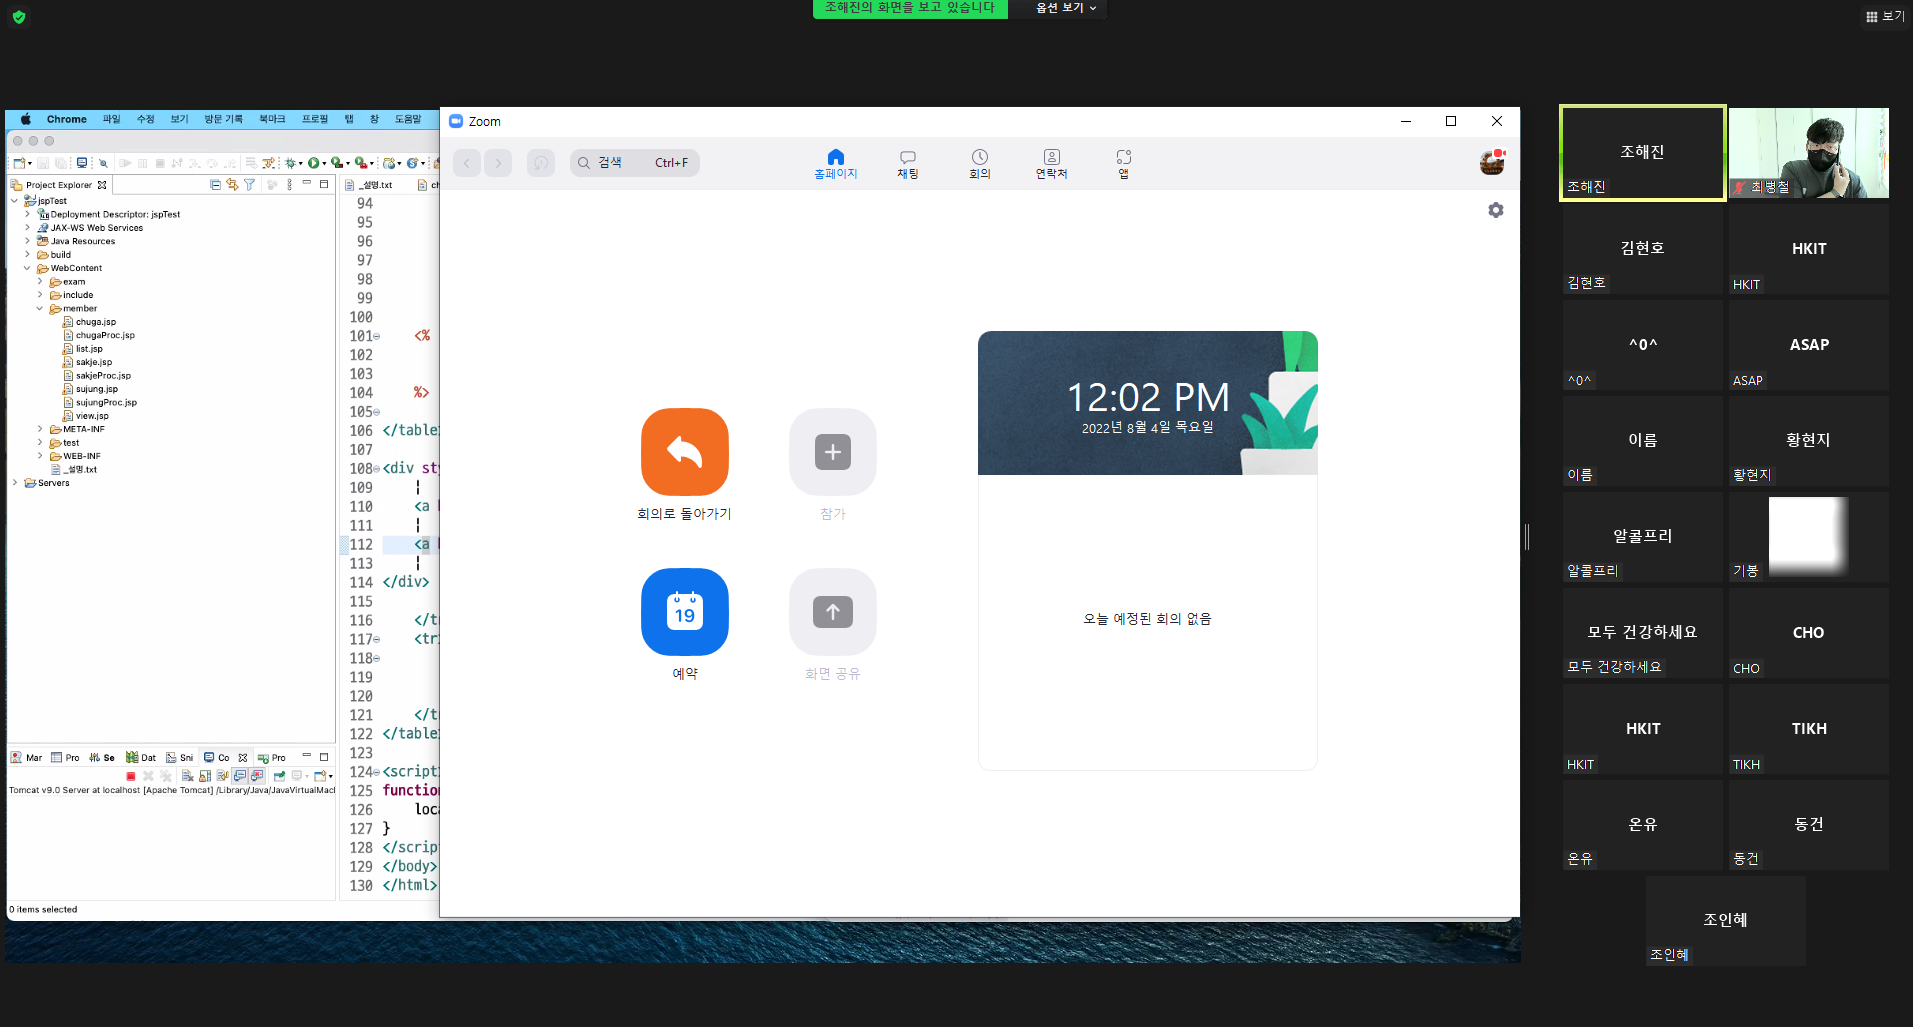 조해진의 화면을 보고 있습니다
옵션 보기
보기
Chrome 파일 수정 보기 방문 기록 북마크 프로필 탭 창 도움말
Project Explorer
jspTest
Deployment Descriptor: jspTest
JAX-WS Web Services
Java Resources
build
WebContent
exam
include
member
chuga.jsp
chugaProc.jsp
list.jsp
sakje.jsp
sakjeProc.jsp
sujung.jsp
sujungProc.jsp
view.jsp
META-INF
test
WEB-INF
_설명.txt
Servers
Mar Pro Se Dat Sni Co Pro
Tomcat v9.0 Server at localhost [Apache Tomcat] /Library/Java/JavaVirtualMacl
0 items selected
_설명.txt
94
95
96
97
98
99
100
101 <%
102
103
104 %>
105
106 </table>
107
108 <div sty
109 |
110 <a
111 |
112 <a
113 |
114 </div>
115
116 </t
117 <tr
118
119
120
121 </t
122 </table
123
124 <script
125 function
126 loca
127 }
128 </script
129 </body>
130 </html>
Zoom
검색 Ctrl+F
홈페이지
채팅
회의
연락처
앱
회의로 돌아가기
참가
19
예약
화면 공유
12:02 PM
2022년 8월 4일 목요일
오늘 예정된 회의 없음
조해진
조해진
최병철
김현호
김현호
HKIT
HKIT
^0^
^0^
ASAP
ASAP
이름
이름
황현지
황현지
알콜프리
알콜프리
기봉
모두 건강하세요
모두 건강하세요
CHO
CHO
HKIT
HKIT
TIKH
TIKH
온유
온유
동건
동건
조인혜
조인혜